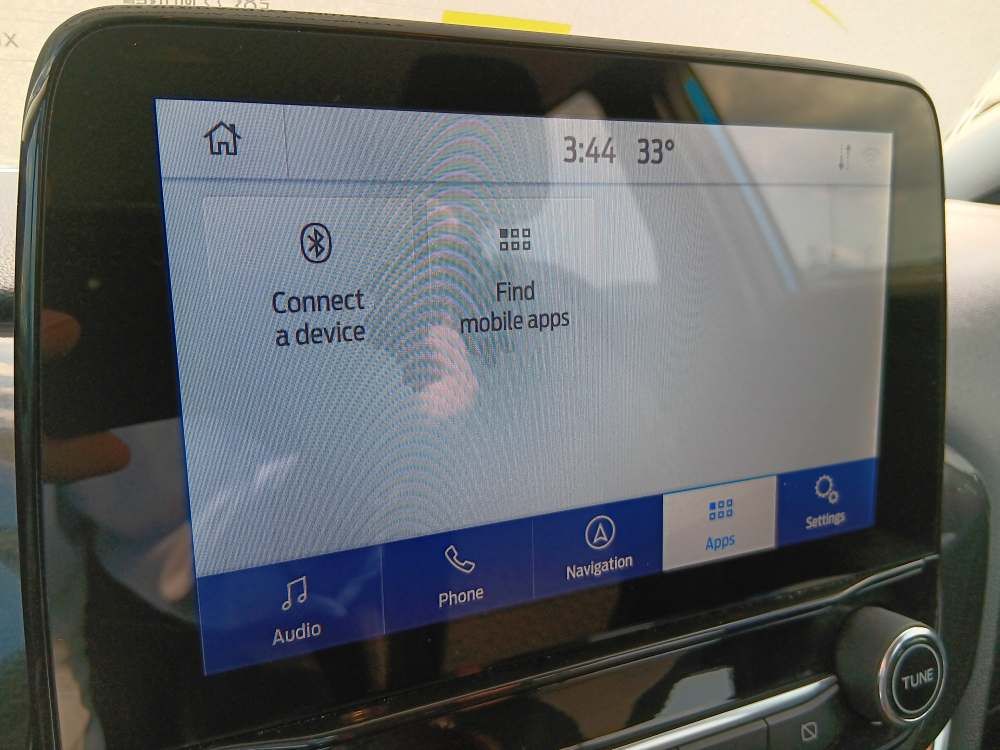 3:44 33°
Connect
a device
Find
mobile apps
Audio
Phone
Navigation
Apps
Settings
TUNE